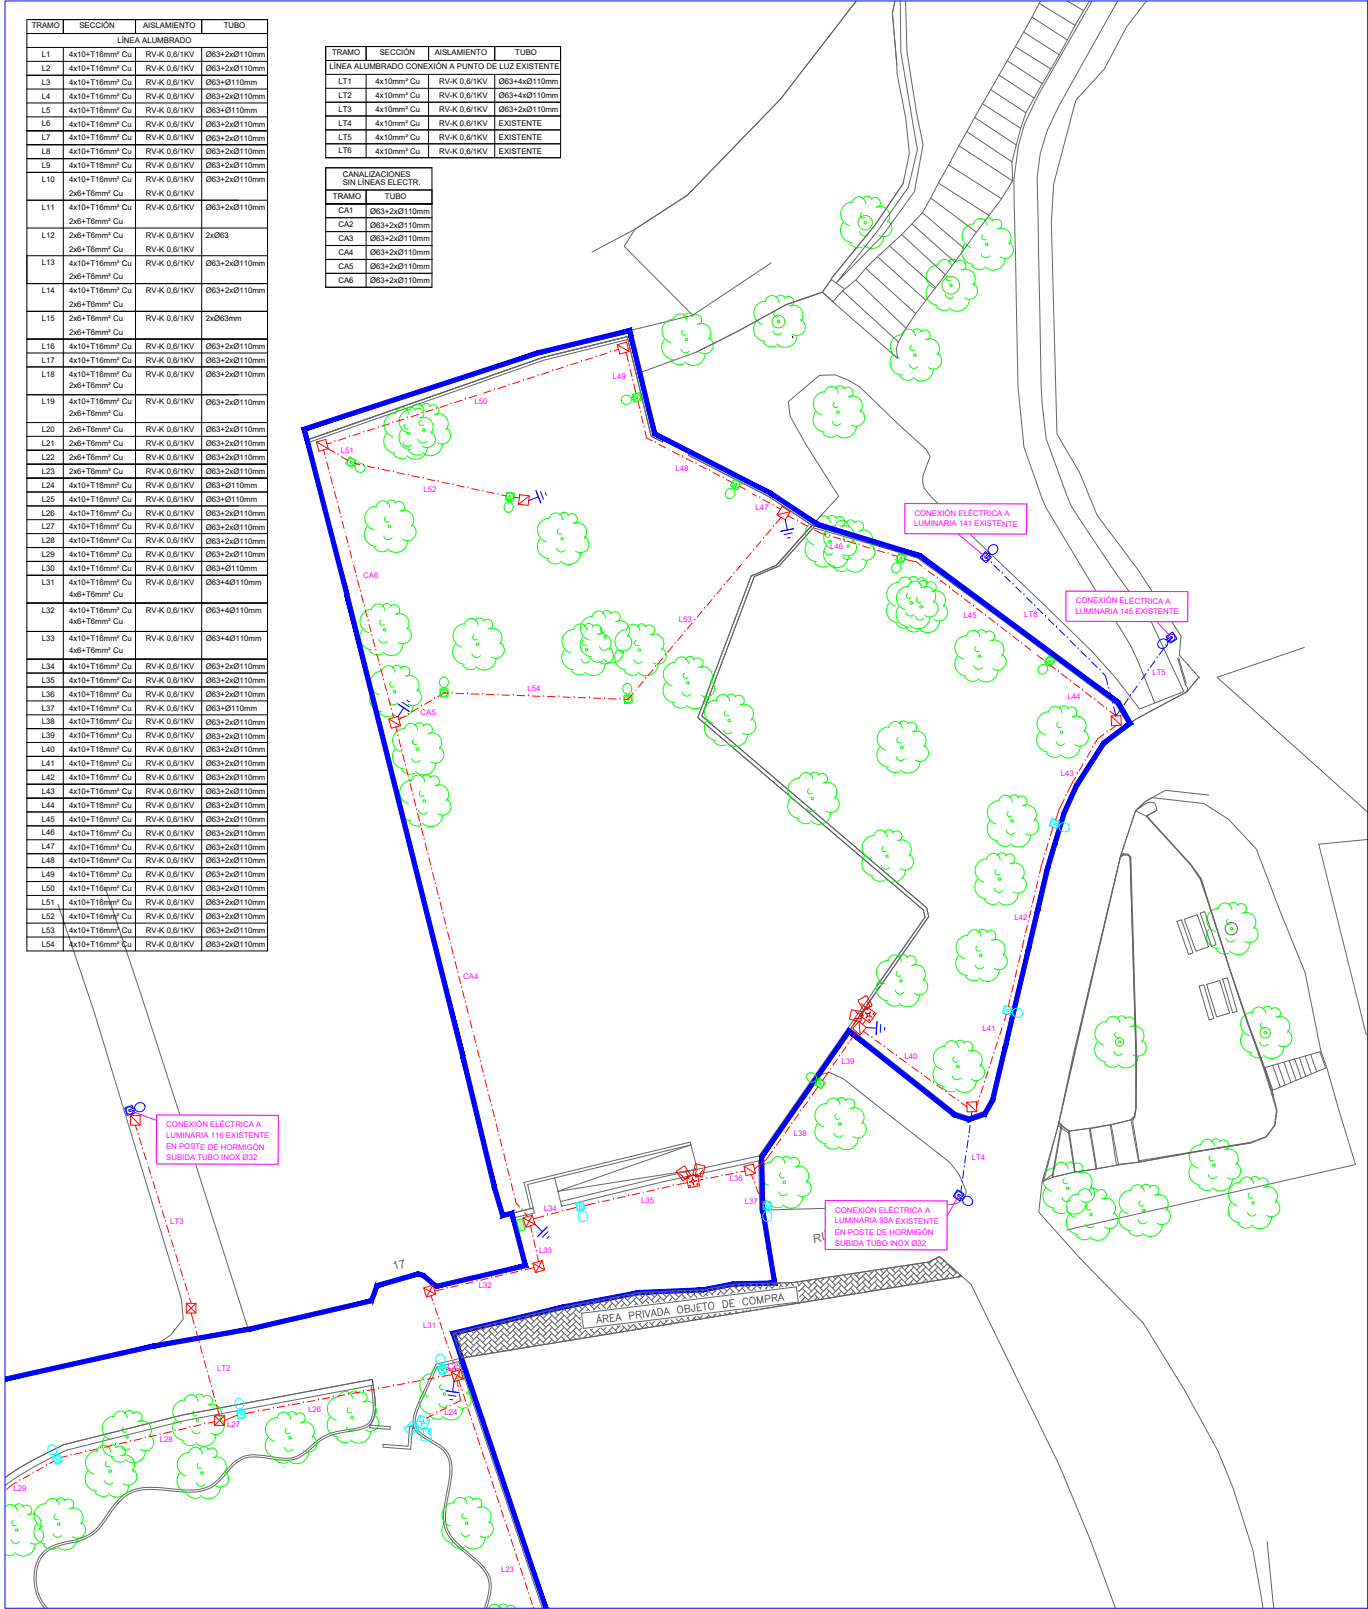 TRAMO SECCIÓN AISLAMIENTO TUBO
LÍNEA ALUMBRADO
L1 4x10+T16mm² Cu RV-K 0,6/1KV Ø63+2xØ110mm
L2 4x10+T16mm² Cu RV-K 0,6/1KV Ø63+2xØ110mm
L3 4x10+T16mm² Cu RV-K 0,6/1KV Ø63+Ø110mm
L4 4x10+T16mm² Cu RV-K 0,6/1KV Ø63+2xØ110mm
L5 4x10+T16mm² Cu RV-K 0,6/1KV Ø63+Ø110mm
L6 4x10+T16mm² Cu RV-K 0,6/1KV Ø63+2xØ110mm
L7 4x10+T16mm² Cu RV-K 0,6/1KV Ø63+2xØ110mm
L8 4x10+T16mm² Cu RV-K 0,6/1KV Ø63+2xØ110mm
L9 4x10+T16mm² Cu RV-K 0,6/1KV Ø63+2xØ110mm
L10 4x10+T16mm² Cu RV-K 0,6/1KV Ø63+2xØ110mm
2x6+T6mm² Cu RV-K 0,6/1KV
L11 4x10+T16mm² Cu RV-K 0,6/1KV Ø63+2xØ110mm
2x6+T6mm² Cu
L12 2x6+T6mm² Cu RV-K 0,6/1KV 2xØ63
2x6+T6mm² Cu RV-K 0,6/1KV
L13 4x10+T16mm² Cu RV-K 0,6/1KV Ø63+2xØ110mm
2x6+T6mm² Cu
L14 4x10+T16mm² Cu RV-K 0,6/1KV Ø63+2xØ110mm
2x6+T6mm² Cu
L15 2x6+T6mm² Cu RV-K 0,6/1KV 2xØ63mm
2x6+T6mm² Cu
L16 4x10+T16mm² Cu RV-K 0,6/1KV Ø63+2xØ110mm
L17 4x10+T16mm² Cu RV-K 0,6/1KV Ø63+2xØ110mm
L18 4x10+T16mm² Cu RV-K 0,6/1KV Ø63+2xØ110mm
2x6+T6mm² Cu
L19 4x10+T16mm² Cu RV-K 0,6/1KV Ø63+2xØ110mm
2x6+T6mm² Cu
L20 2x6+T6mm² Cu RV-K 0,6/1KV Ø63+2xØ110mm
L21 2x6+T6mm² Cu RV-K 0,6/1KV Ø63+2xØ110mm
L22 2x6+T6mm² Cu RV-K 0,6/1KV Ø63+2xØ110mm
L23 2x6+T6mm² Cu RV-K 0,6/1KV Ø63+2xØ110mm
L24 4x10+T16mm² Cu RV-K 0,6/1KV Ø63+Ø110mm
L25 4x10+T16mm² Cu RV-K 0,6/1KV Ø63+Ø110mm
L26 4x10+T16mm² Cu RV-K 0,6/1KV Ø63+2xØ110mm
L27 4x10+T16mm² Cu RV-K 0,6/1KV Ø63+2xØ110mm
L28 4x10+T16mm² Cu RV-K 0,6/1KV Ø63+2xØ110mm
L29 4x10+T16mm² Cu RV-K 0,6/1KV Ø63+2xØ110mm
L30 4x10+T16mm² Cu RV-K 0,6/1KV Ø63+Ø110mm
L31 4x10+T16mm² Cu RV-K 0,6/1KV Ø63+4Ø110mm
4x6+T6mm² Cu
L32 4x10+T16mm² Cu RV-K 0,6/1KV Ø63+4Ø110mm
4x6+T6mm² Cu
L33 4x10+T16mm² Cu RV-K 0,6/1KV Ø63+4Ø110mm
4x6+T6mm² Cu
L34 4x10+T16mm² Cu RV-K 0,6/1KV Ø63+2xØ110mm
L35 4x10+T16mm² Cu RV-K 0,6/1KV Ø63+2xØ110mm
L36 4x10+T16mm² Cu RV-K 0,6/1KV Ø63+2xØ110mm
L37 4x10+T16mm² Cu RV-K 0,6/1KV Ø63+Ø110mm
L38 4x10+T16mm² Cu RV-K 0,6/1KV Ø63+2xØ110mm
L39 4x10+T16mm² Cu RV-K 0,6/1KV Ø63+2xØ110mm
L40 4x10+T16mm² Cu RV-K 0,6/1KV Ø63+2xØ110mm
L41 4x10+T16mm² Cu RV-K 0,6/1KV Ø63+2xØ110mm
L42 4x10+T16mm² Cu RV-K 0,6/1KV Ø63+2xØ110mm
L43 4x10+T16mm² Cu RV-K 0,6/1KV Ø63+2xØ110mm
L44 4x10+T16mm² Cu RV-K 0,6/1KV Ø63+2xØ110mm
L45 4x10+T16mm² Cu RV-K 0,6/1KV Ø63+2xØ110mm
L46 4x10+T16mm² Cu RV-K 0,6/1KV Ø63+2xØ110mm
L47 4x10+T16mm² Cu RV-K 0,6/1KV Ø63+2xØ110mm
L48 4x10+T16mm² Cu RV-K 0,6/1KV Ø63+2xØ110mm
L49 4x10+T16mm² Cu RV-K 0,6/1KV Ø63+2xØ110mm
L50 4x10+T16mm² Cu RV-K 0,6/1KV Ø63+2xØ110mm
L51 4x10+T16mm² Cu RV-K 0,6/1KV Ø63+2xØ110mm
L52 4x10+T16mm² Cu RV-K 0,6/1KV Ø63+2xØ110mm
L53 4x10+T16mm² Cu RV-K 0,6/1KV Ø63+2xØ110mm
L54 4x10+T16mm² Cu RV-K 0,6/1KV Ø63+2xØ110mm
TRAMO SECCIÓN AISLAMIENTO TUBO
LÍNEA ALUMBRADO CONEXIÓN A PUNTO DE LUZ EXISTENTE
LT1 4x10mm² Cu RV-K 0,6/1KV Ø63+4xØ110mm
LT2 4x10mm² Cu RV-K 0,6/1KV Ø63+4xØ110mm
LT3 4x10mm² Cu RV-K 0,6/1KV Ø63+2xØ110mm
LT4 4x10mm² Cu RV-K 0,6/1KV EXISTENTE
LT5 4x10mm² Cu RV-K 0,6/1KV EXISTENTE
LT6 4x10mm² Cu RV-K 0,6/1KV EXISTENTE
CANALIZACIONES
SIN LÍNEAS ELECTR.
TRAMO TUBO
CA1 Ø63+2xØ110mm
CA2 Ø63+2xØ110mm
CA3 Ø63+2xØ110mm
CA4 Ø63+2xØ110mm
CA5 Ø63+2xØ110mm
CA6 Ø63+2xØ110mm
L49
L50
L51
L52
L48
L47
L46
CONEXIÓN ELÉCTRICA A
LUMINARIA 141 EXISTENTE
CA6
CONEXIÓN ELÉCTRICA A
LUMINARIA 145 EXISTENTE
L45
LT6
L53
LT5
L54
L44
CA5
L43
L42
CA4
L41
L40
L39
CONEXIÓN ELÉCTRICA A
LUMINARIA 116 EXISTENTE
EN POSTE DE HORMIGÓN
SUBIDA TUBO INOX Ø32
L38
LT4
L36
L35
L37
L34
LT3
CONEXIÓN ELÉCTRICA A
LUMINARIA 93A EXISTENTE
EN POSTE DE HORMIGÓN
SUBIDA TUBO INOX Ø32
L33
17
L32
ÁREA PRIVADA OBJETO DE COMPRA
L31
LT2
L26
L24
L27
L28
L29
L23